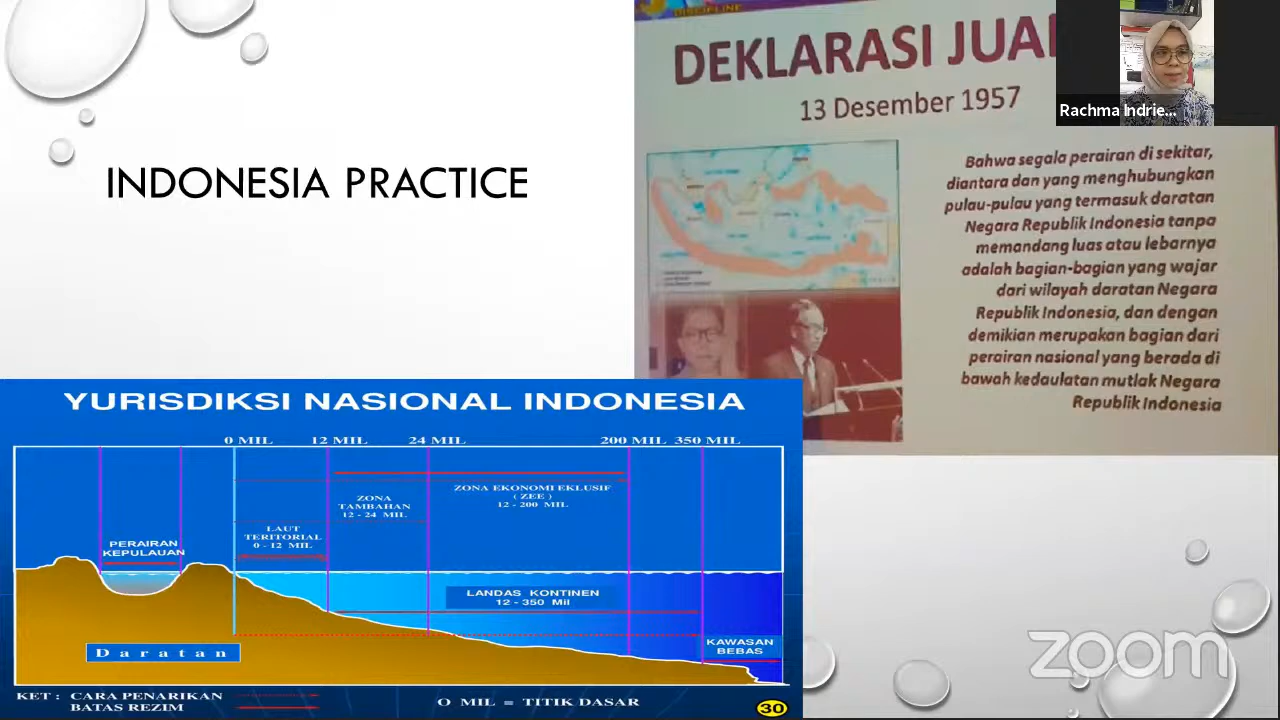 INDONESIA PRACTICE
DISCIPLINE
DEKLARASI JUA
13 Desember 1957
Rachma Indrie...
Bahwa segala perairan di sekitar,
diantara dan yang menghubungkan
pulau-pulau yang termasuk daratan
Negara Republik Indonesia tanpa
memandang luas atau lebarnya
adalah bagian-bagian yang wajar
dari wilayah daratan Negara
Republik Indonesia, dan dengan
demikian merupakan bagian dari
perairan nasional yang berada di
bawah kedaulatan mutlak Negara
Republik Indonesia
YURISDIKSI NASIONAL INDONESIA
0 MIL 12 MIL 24 MIL 200 MIL 350 MIL
ZONA EKONOMI EKLUSIF
( ZEE )
12-200 MIL
ZONA
TAMBAHAN
12 - 24 MIL
LAUT
TERITORIAL
0 - 12 MIL
PERAIRAN
KEPULAUAN
LANDAS KONTINEN
12 - 350 Mil
KAWASAN
BEBAS
Daratan
KET : CARA PENARIKAN
BATAS REZIM
O MIL = TITIK DASAR
30
zoom